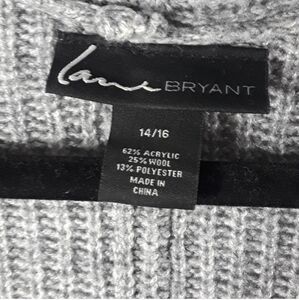 Lane BRYANT
14/16
62% ACRYLIC
25% WOOL
13% POLYESTER
MADE IN
CHINA